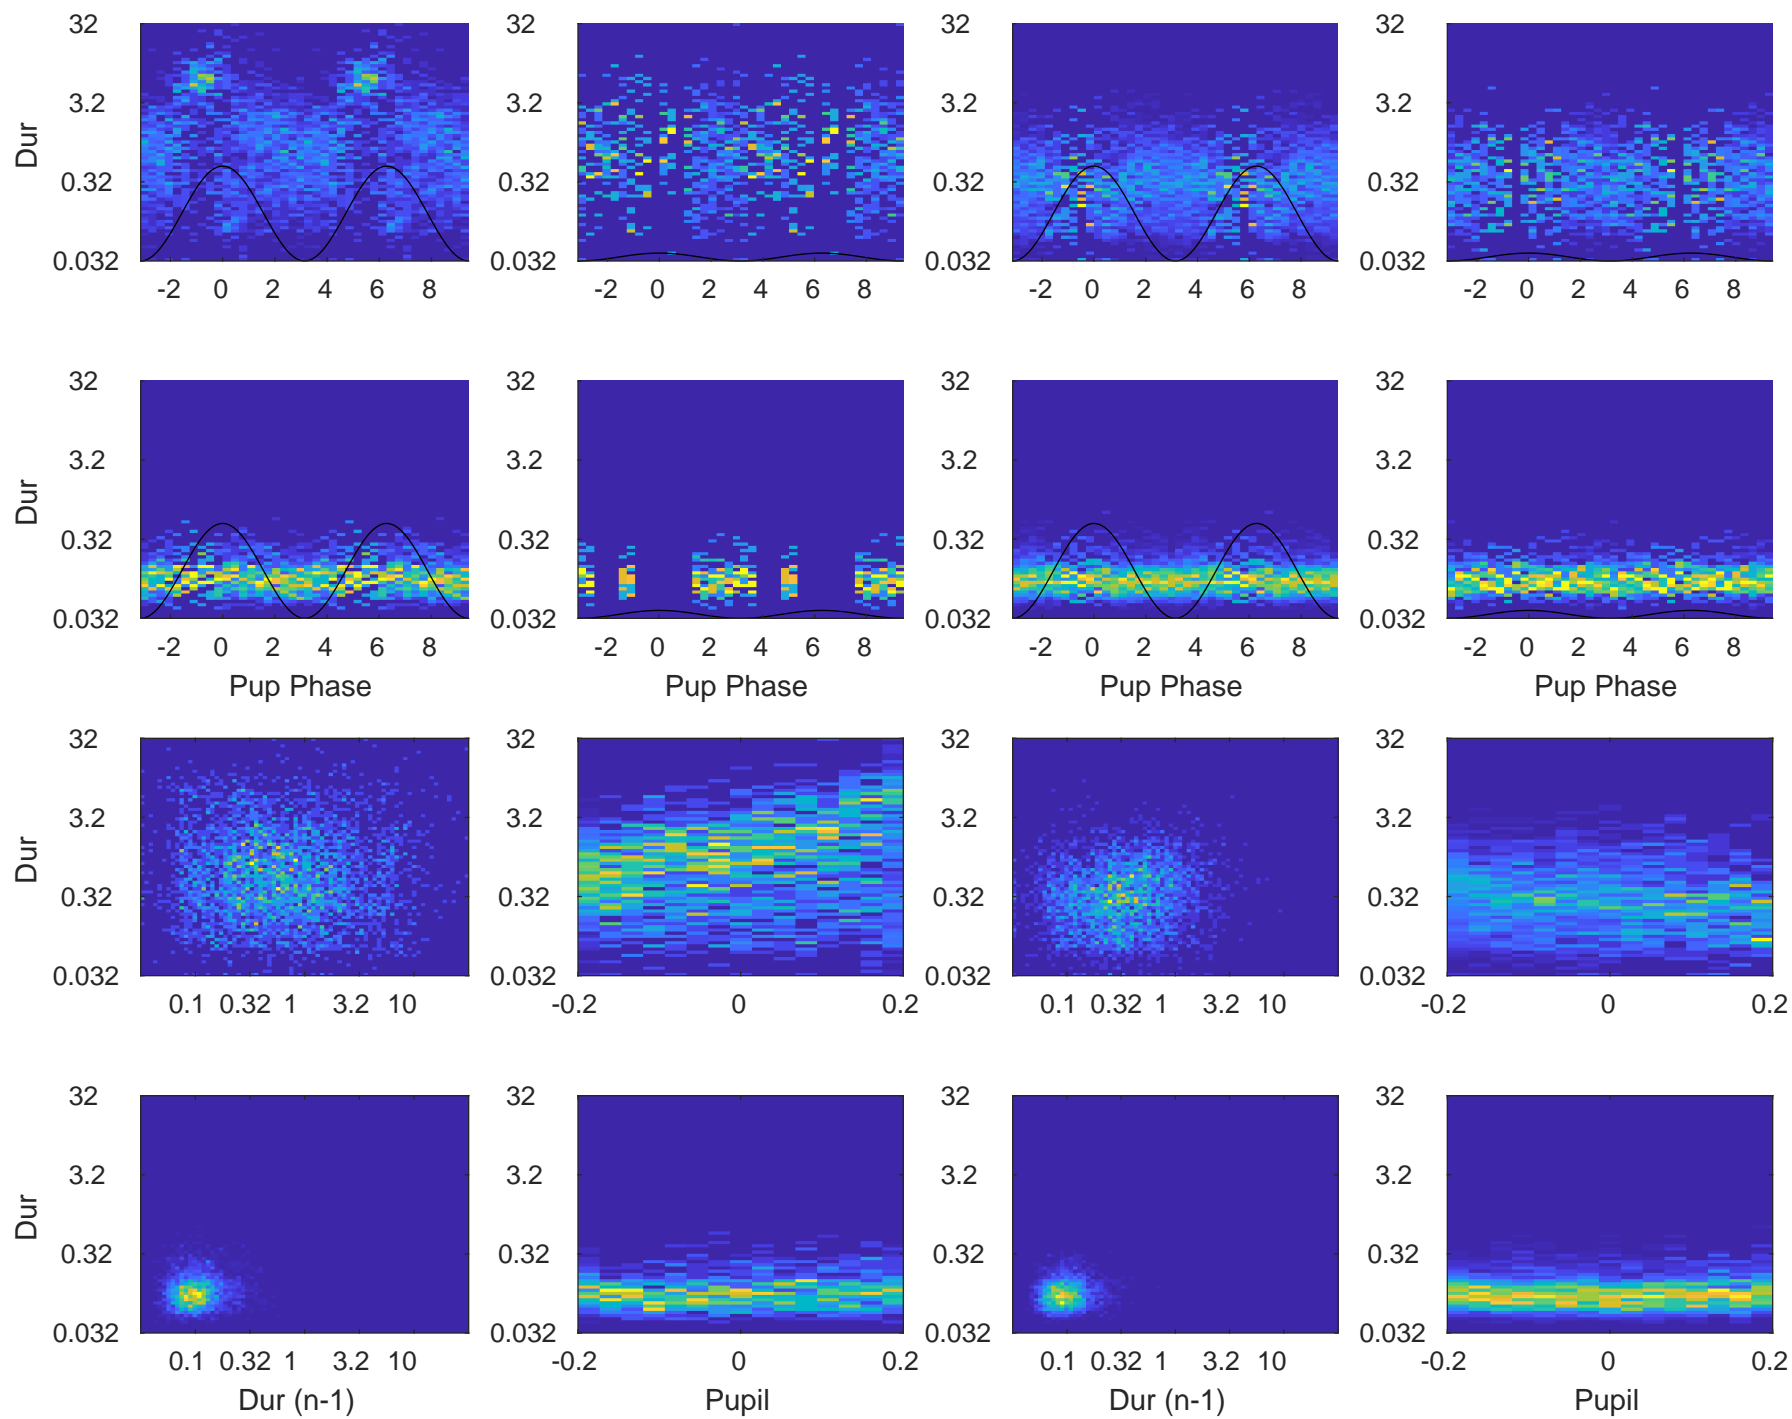 32 32 32 32
Dur 3.2 3.2 3.2 3.2
0.32 0.32 0.32 0.32
0.032 0.032 0.032 0.032
-2 0 2 4 6 8 -2 0 2 4 6 8 -2 0 2 4 6 8 -2 0 2 4 6 8
32 32 32 32
Dur 3.2 3.2 3.2 3.2
0.32 0.32 0.32 0.32
0.032 0.032 0.032 0.032
-2 0 2 4 6 8 -2 0 2 4 6 8 -2 0 2 4 6 8 -2 0 2 4 6 8
Pup Phase Pup Phase Pup Phase Pup Phase
32 32 32 32
Dur 3.2 3.2 3.2 3.2
0.32 0.32 0.32 0.32
0.032 0.032 0.032 0.032
0.1 0.32 1 3.2 10 -0.2 0 0.2 0.1 0.32 1 3.2 10 -0.2 0 0.2
32 32 32 32
Dur 3.2 3.2 3.2 3.2
0.32 0.32 0.32 0.32
0.032 0.032 0.032 0.032
0.1 0.32 1 3.2 10 -0.2 0 0.2 0.1 0.32 1 3.2 10 -0.2 0 0.2
Dur (n-1) Pupil Dur (n-1) Pupil